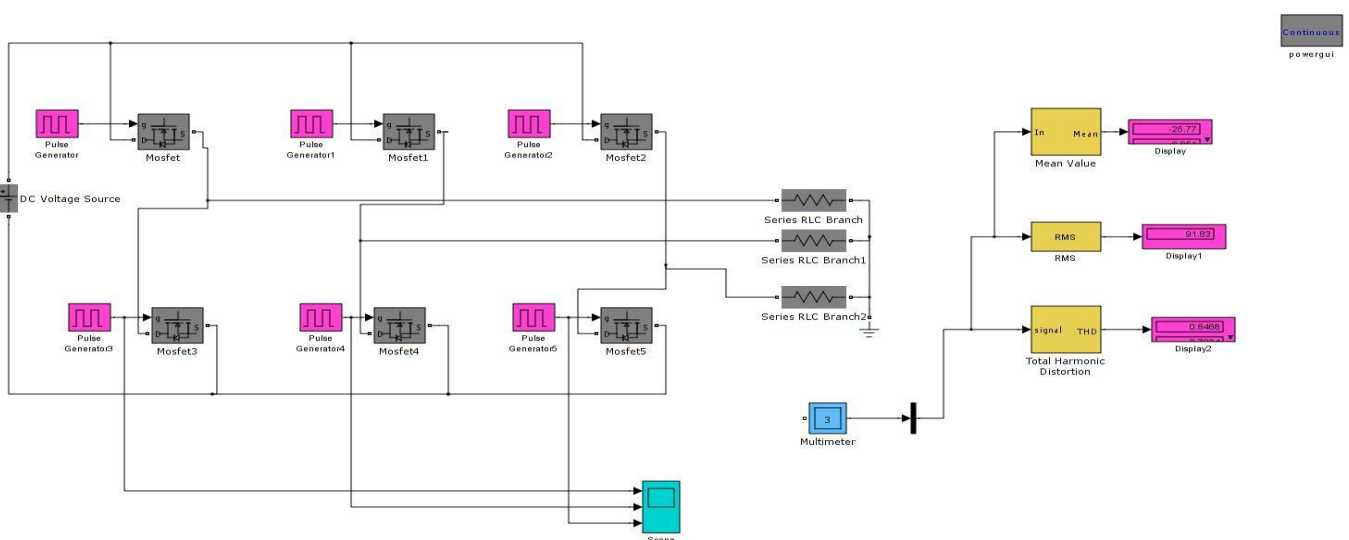 Continuous
powergui
g
D
S
Mosfet
Pulse
Generator
g
D
S
Mosfet1
Pulse
Generator1
g
D
S
Mosfet2
Pulse
Generator2
In
Mean
Mean Value
-25.77
Display
DC Voltage Source
Series RLC Branch
Series RLC Branch1
Series RLC Branch2
RMS
RMS
91.83
Display1
g
D
S
Mosfet3
Pulse
Generator3
g
D
S
Mosfet4
Pulse
Generator4
g
D
S
Mosfet5
Pulse
Generator5
signal
THD
Total Harmonic
Distortion
0.6468
Display2
3
Multimeter